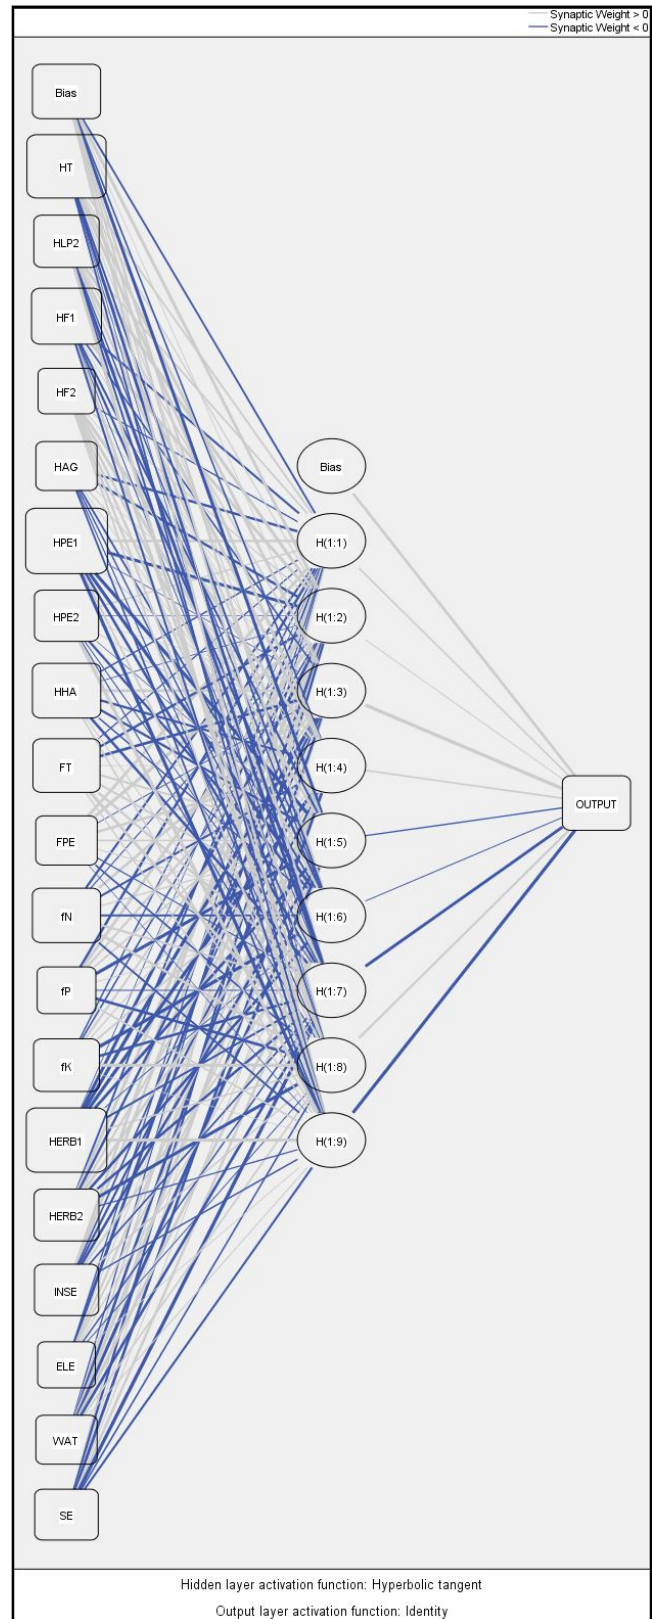 Synaptic Weight > 0
Synaptic Weight < 0
Bias
HT
HLP2
HF1
HF2
HAG
HPE1
HPE2
HHA
FT
FPE
fN
fP
fK
HERB1
HERB2
INSE
ELE
WAT
SE
Bias
H(1:1)
H(1:2)
H(1:3)
H(1:4)
H(1:5)
H(1:6)
H(1:7)
H(1:8)
H(1:9)
OUTPUT
Hidden layer activation function: Hyperbolic tangent
Output layer activation function: Identity